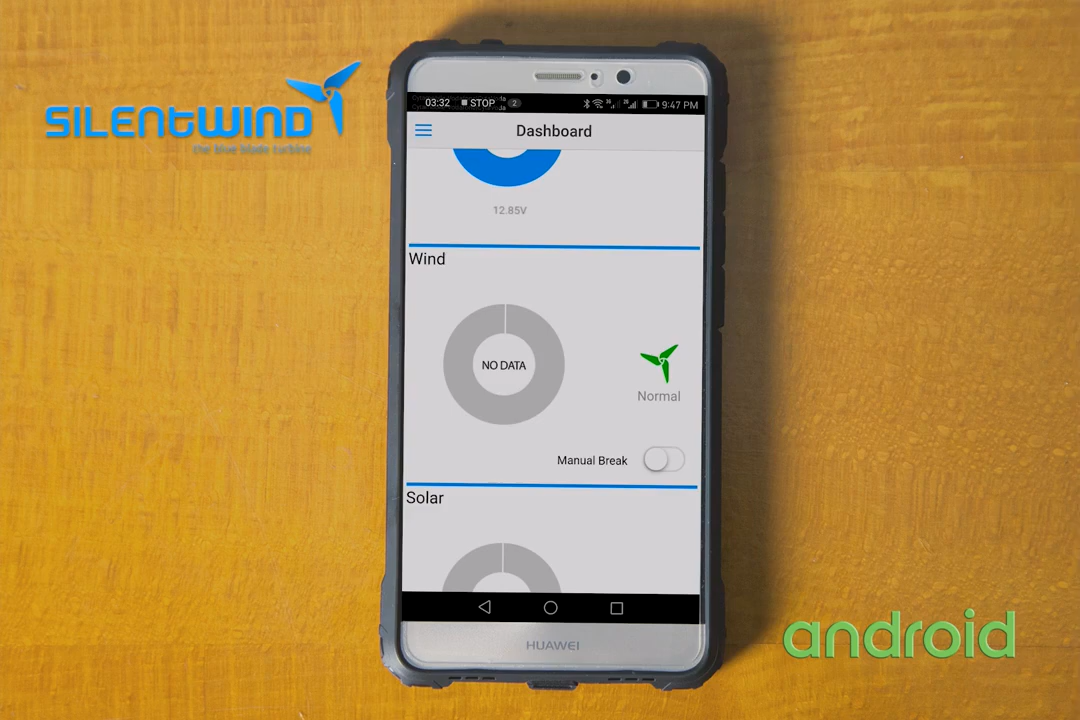 SILENTWIND
the blue blade turbine
03:32 STOP 2
9:47 PM
Dashboard
12.85V
Wind
NO DATA
Normal
Manual Break
Solar
HUAWEI
android